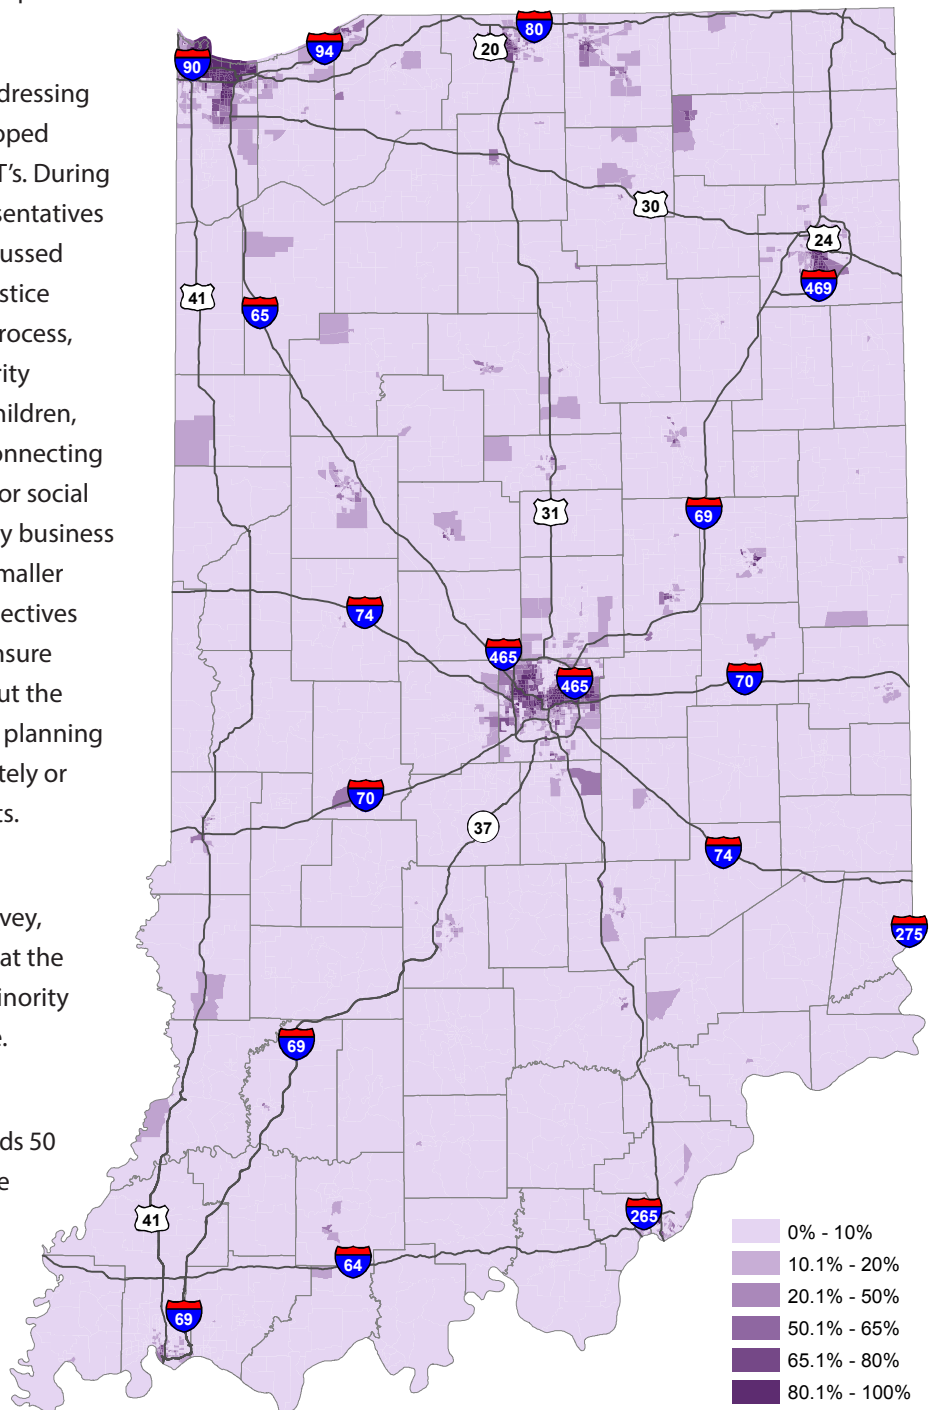 dressing
pped
T’s. During
sentatives
ussed
stice
rocess,
rity
hildren,
onnecting
or social
y business
maller
ectives
nsure
ut the
planning
tely or
ts.
vey,
at the
inority
e.
ds 50
e
90
94
20
80
30
24
469
41
65
31
69
74
465
465
70
70
37
74
275
69
41
265
64
69
0% - 10%
10.1% - 20%
20.1% - 50%
50.1% - 65%
65.1% - 80%
80.1% - 100%